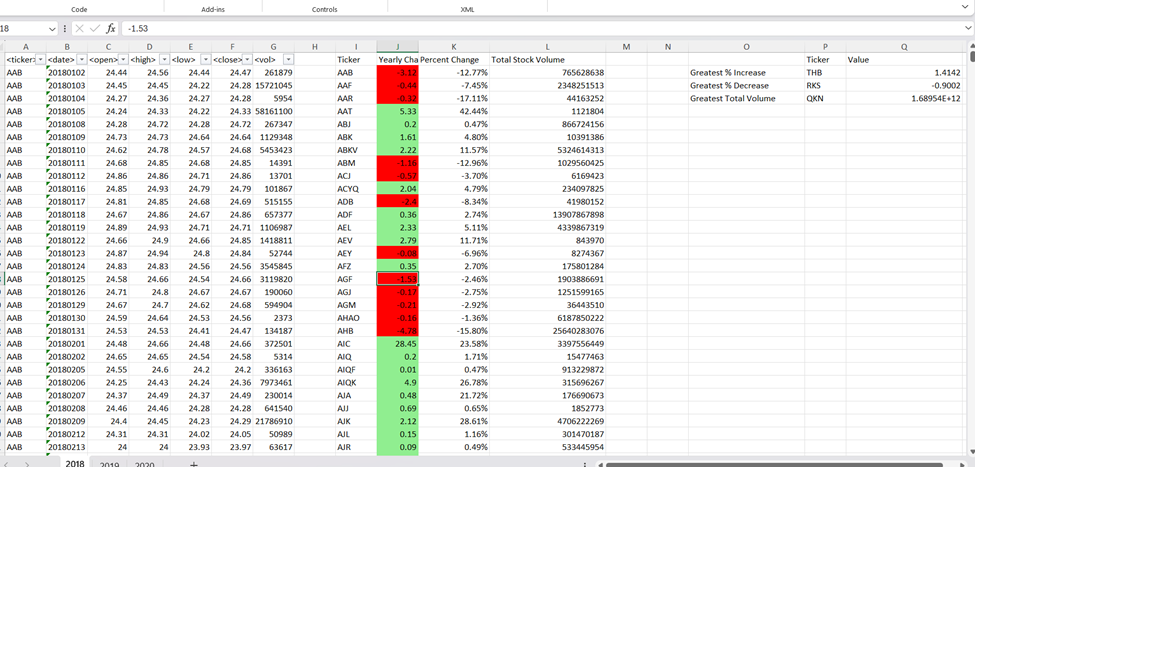 Code Add-ins Controls XML
18 fx -1.53
A B C D E F G H I J K L M N O P Q
<ticker> <date> <open> <high> <low> <close> <vol> Ticker Yearly Cha Percent Change Total Stock Volume Ticker Value
AAB 20180102 24.44 24.56 24.44 24.47 261879 AAB -3.12 -12.77% 765628638 Greatest % Increase THB 1.4142
AAB 20180103 24.45 24.45 24.22 24.28 15721045 AAF -0.44 -7.45% 2348251513 Greatest % Decrease RKS -0.9002
AAB 20180104 24.27 24.36 24.27 24.28 5954 AAR -0.32 -17.11% 44163252 Greatest Total Volume QKN 1.68954E+12
AAB 20180105 24.24 24.33 24.22 24.33 58161100 AAT 5.33 42.44% 1121804
AAB 20180108 24.28 24.72 24.28 24.72 267347 ABJ 0.2 0.47% 866724156
AAB 20180109 24.73 24.73 24.64 24.64 1129348 ABK 1.61 4.80% 10391386
AAB 20180110 24.62 24.78 24.57 24.68 5453423 ABKV 2.22 11.57% 5324614313
AAB 20180111 24.68 24.85 24.68 24.85 14391 ABM -1.16 -12.96% 1029560425
AAB 20180112 24.86 24.86 24.71 24.86 13701 ACJ -0.57 -3.70% 6169423
AAB 20180116 24.85 24.93 24.79 24.79 101867 ACYQ 2.04 4.79% 234097825
AAB 20180117 24.81 24.85 24.68 24.69 515155 ADB -2.4 -8.34% 41980152
AAB 20180118 24.67 24.86 24.67 24.86 657377 ADF 0.36 2.74% 13907867898
AAB 20180119 24.89 24.93 24.71 24.71 1106987 AEL 2.33 5.11% 4339867319
AAB 20180122 24.66 24.9 24.66 24.85 1418811 AEV 2.79 11.71% 843970
AAB 20180123 24.87 24.94 24.8 24.84 52744 AEY -0.08 -6.96% 8274367
AAB 20180124 24.83 24.83 24.56 24.56 3545845 AFZ 0.35 2.70% 175801284
AAB 20180125 24.58 24.66 24.54 24.66 3119820 AGF -1.53 -2.46% 1903886691
AAB 20180126 24.71 24.8 24.67 24.67 190060 AGJ -0.17 -2.75% 1251599165
AAB 20180129 24.67 24.7 24.62 24.68 594904 AGM -0.21 -2.92% 36443510
AAB 20180130 24.59 24.64 24.53 24.56 2373 AHAO -0.16 -1.36% 6187850222
AAB 20180131 24.53 24.53 24.41 24.47 134187 AHB -4.78 -15.80% 25640283076
AAB 20180201 24.48 24.66 24.48 24.66 372501 AIC 28.45 23.58% 3397556449
AAB 20180202 24.65 24.65 24.54 24.58 5314 AIQ 0.2 1.71% 15477463
AAB 20180205 24.55 24.6 24.2 24.2 336163 AIQF 0.01 0.47% 913229872
AAB 20180206 24.25 24.43 24.24 24.36 7973461 AIQK 4.9 26.78% 315696267
AAB 20180207 24.37 24.49 24.37 24.49 230014 AJA 0.48 21.72% 176690673
AAB 20180208 24.46 24.46 24.28 24.28 641540 AJJ 0.69 0.65% 1852773
AAB 20180209 24.4 24.45 24.23 24.29 21786910 AJK 2.12 28.61% 4706222269
AAB 20180212 24.31 24.31 24.02 24.05 50989 AJL 0.15 1.16% 301470187
AAB 20180213 24 24 23.93 23.97 63617 AJR 0.09 0.49% 533445954
2018 2019 2020 +